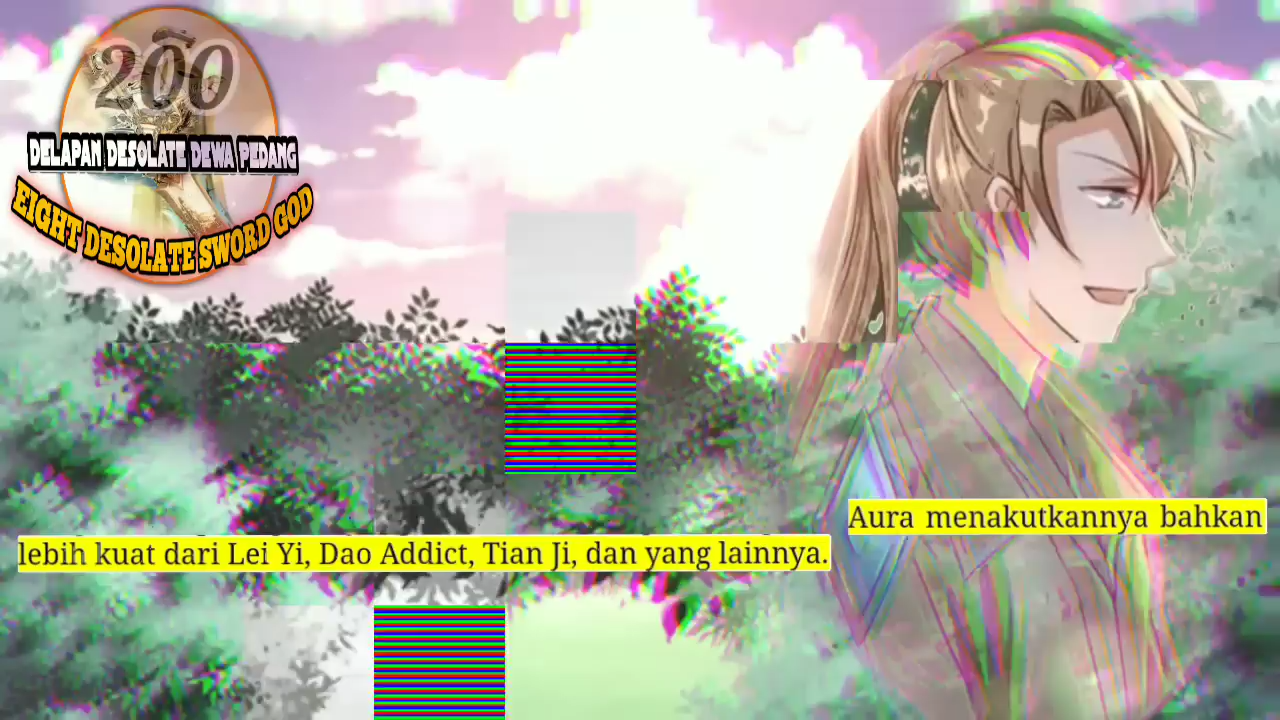 200
DELAPAN DESOLATE DEWA PEDANG
EIGHT DESOLATE SWORD GOD
Aura menakutkannya bahkan
lebih kuat dari Lei Yi, Dao Addict, Tian Ji, dan yang lainnya.